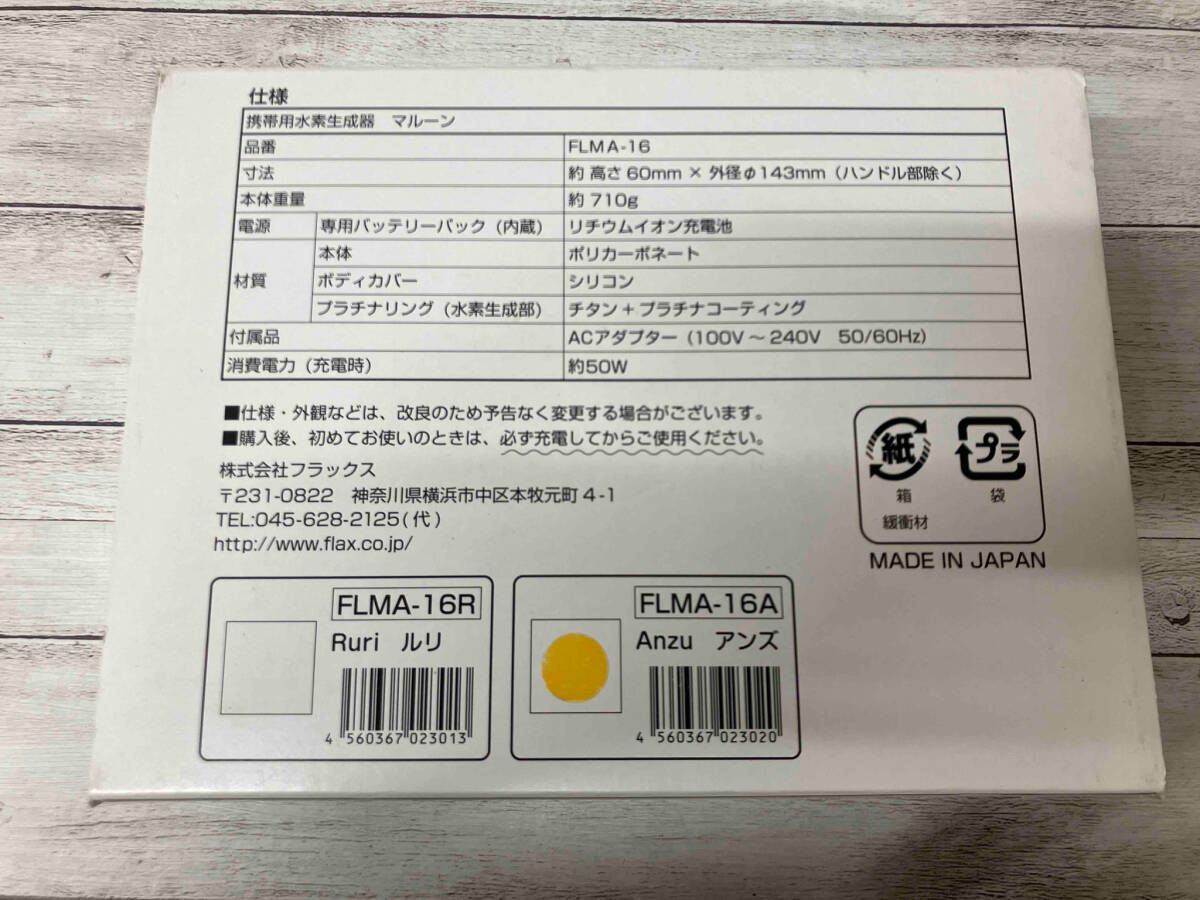 仕様
携帯用水素生成器 マルーン
品番 FLMA-16
寸法 約 高さ 60mm × 外径φ143mm（ハンドル部除く）
本体重量 約 710g
電源 専用バッテリーパック（内蔵） リチウムイオン充電池
本体 ポリカーボネート
材質 ボディカバー シリコン
プラチナリング（水素生成部） チタン＋プラチナコーティング
付属品 ACアダプター（100V～240V 50/60Hz）
消費電力（充電時） 約50W
■仕様・外観などは、改良のため予告なく変更する場合がございます。
■購入後、初めてお使いのときは、必ず充電してからご使用ください。
株式会社フラックス
〒231-0822 神奈川県横浜市中区本牧元町 4-1
TEL:045-628-2125(代)
http://www.flax.co.jp/
紙 プラ
箱 袋
緩衝材
MADE IN JAPAN
FLMA-16R
Ruri ルリ
4 560367 023013
FLMA-16A
Anzu アンズ
4 560367 023020